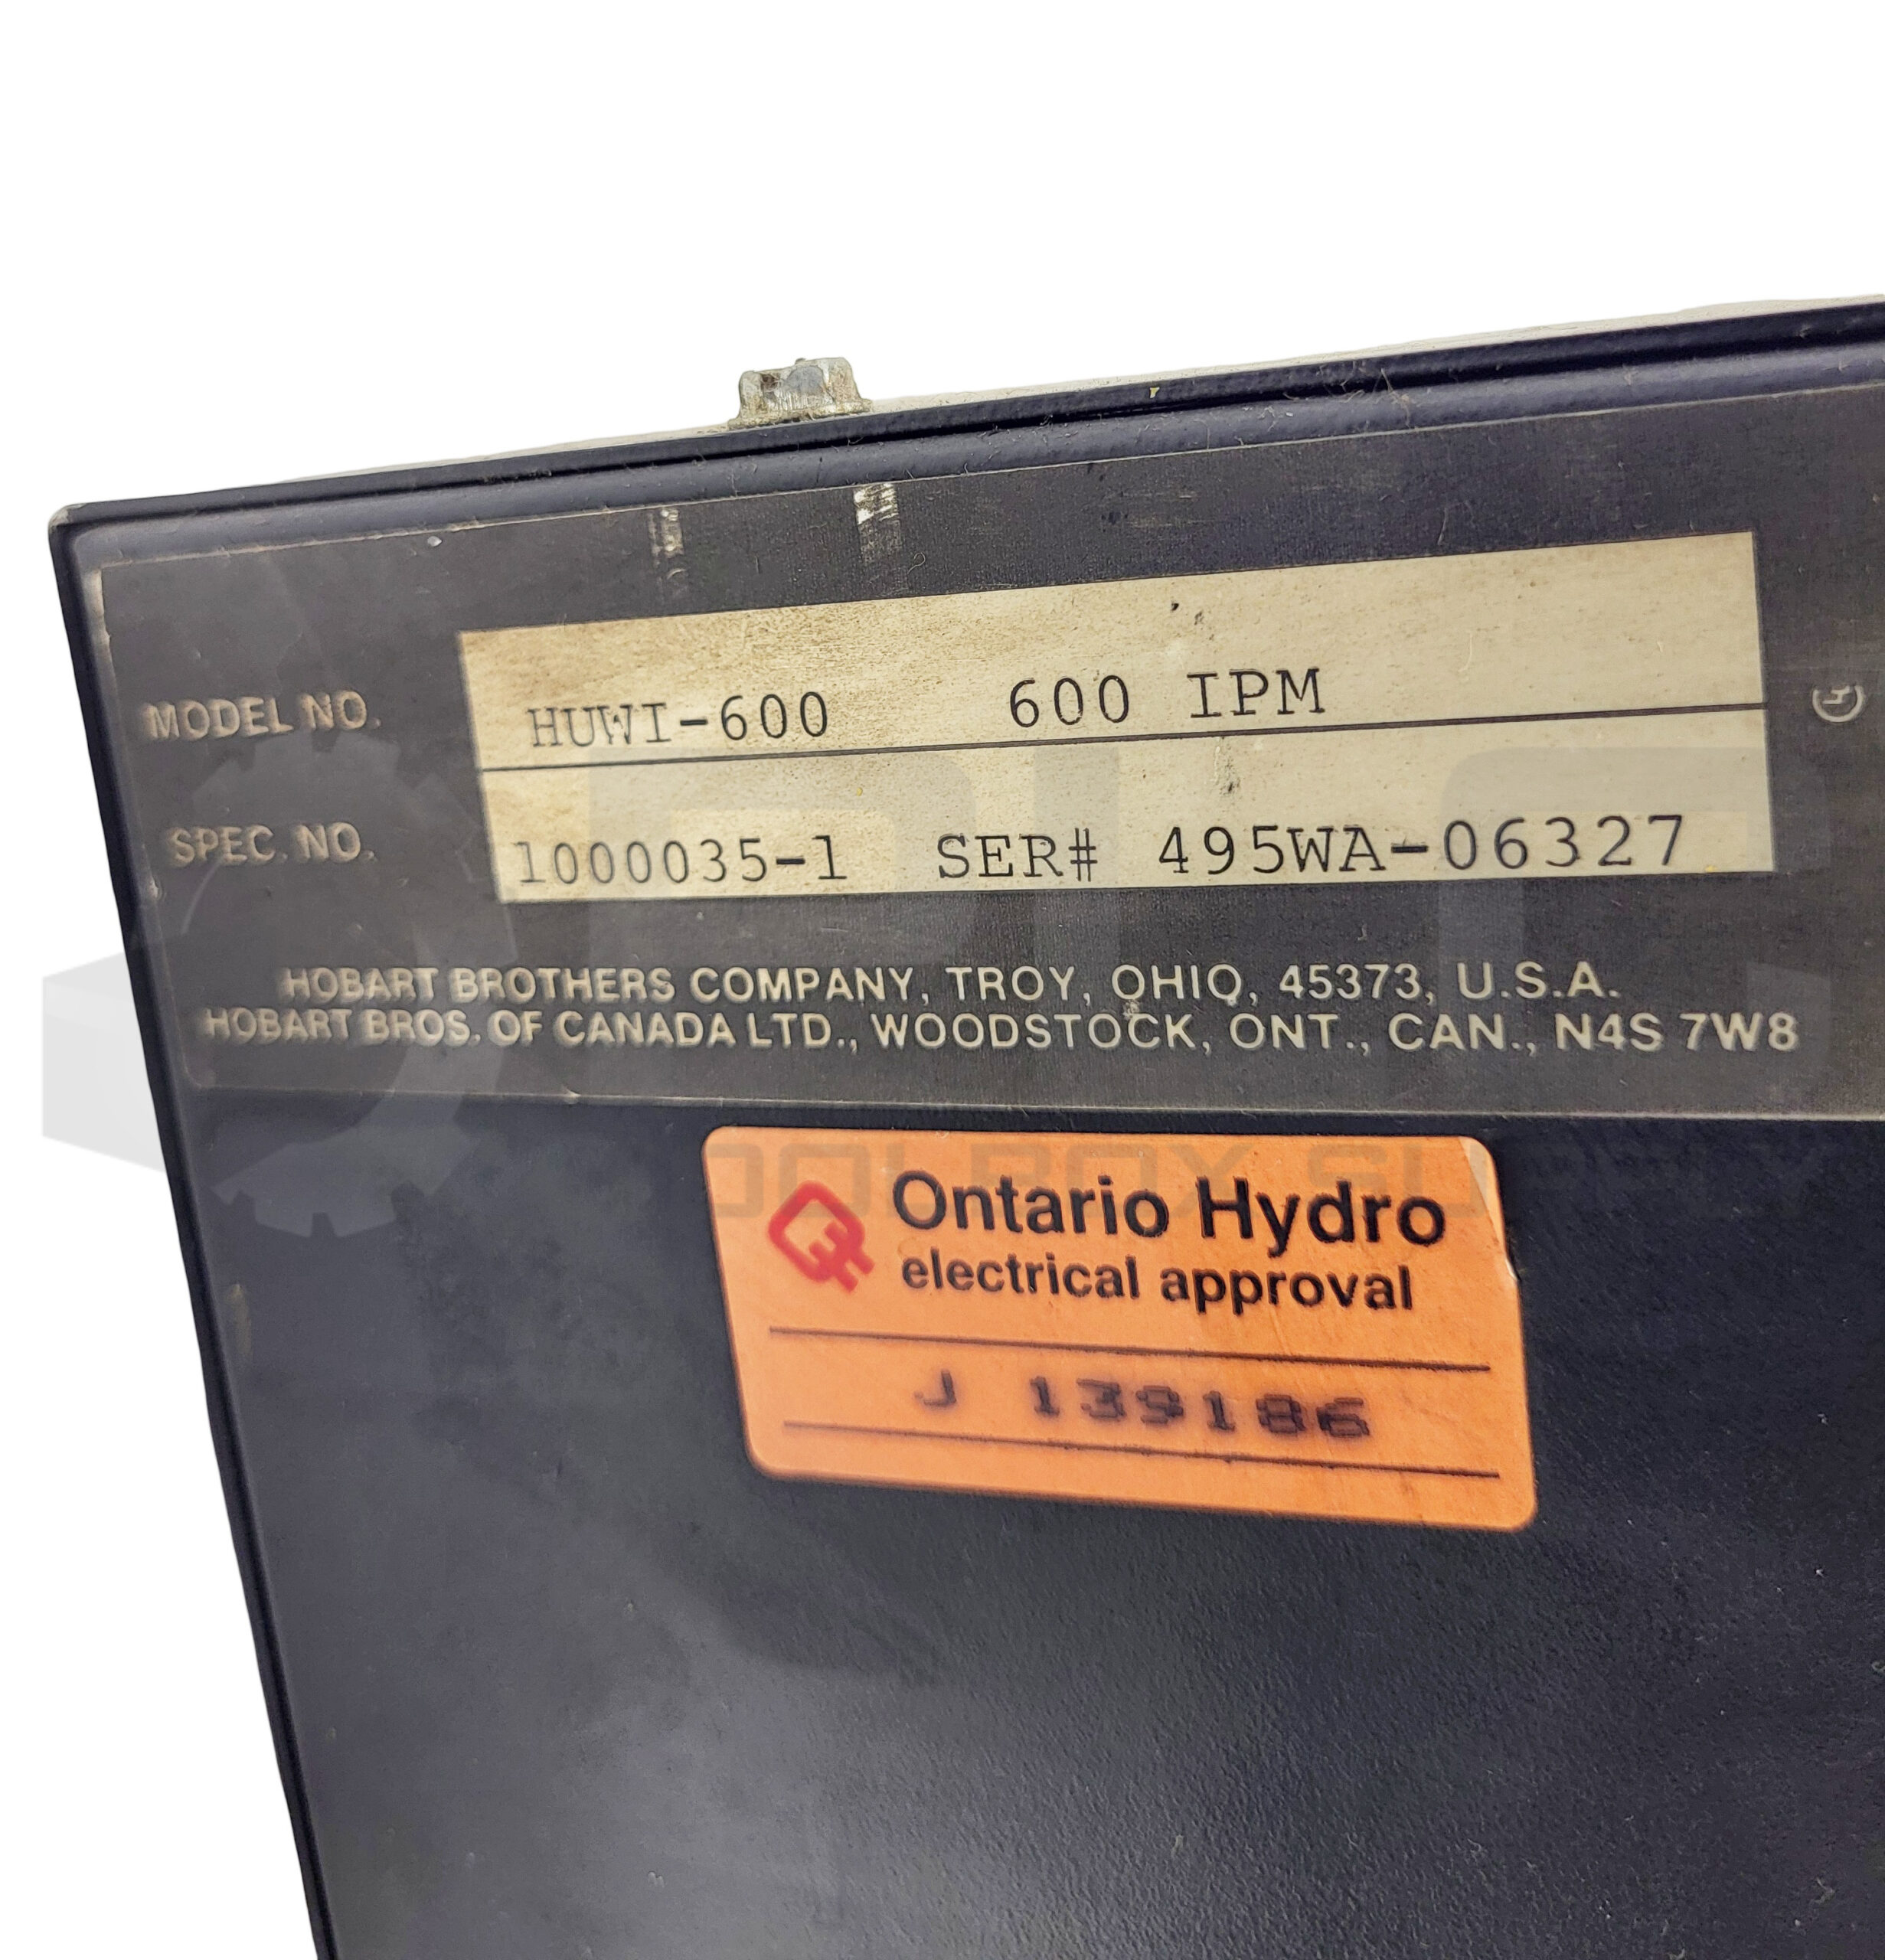 MODEL NO. HUWI-600 600 IPM
SPEC. NO. 1000035-1 SER# 495WA-06327
HOBART BROTHERS COMPANY, TROY, OHIO, 45373, U.S.A.
HOBART BROS. OF CANADA LTD., WOODSTOCK, ONT., CAN., N4S 7W8
Ontario Hydro
electrical approval
J 139186